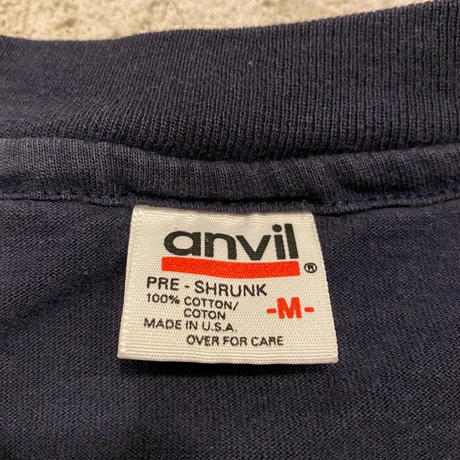 anvil®
PRE - SHRUNK
100% COTTON/
COTON
-M-
MADE IN U.S.A.
OVER FOR CARE